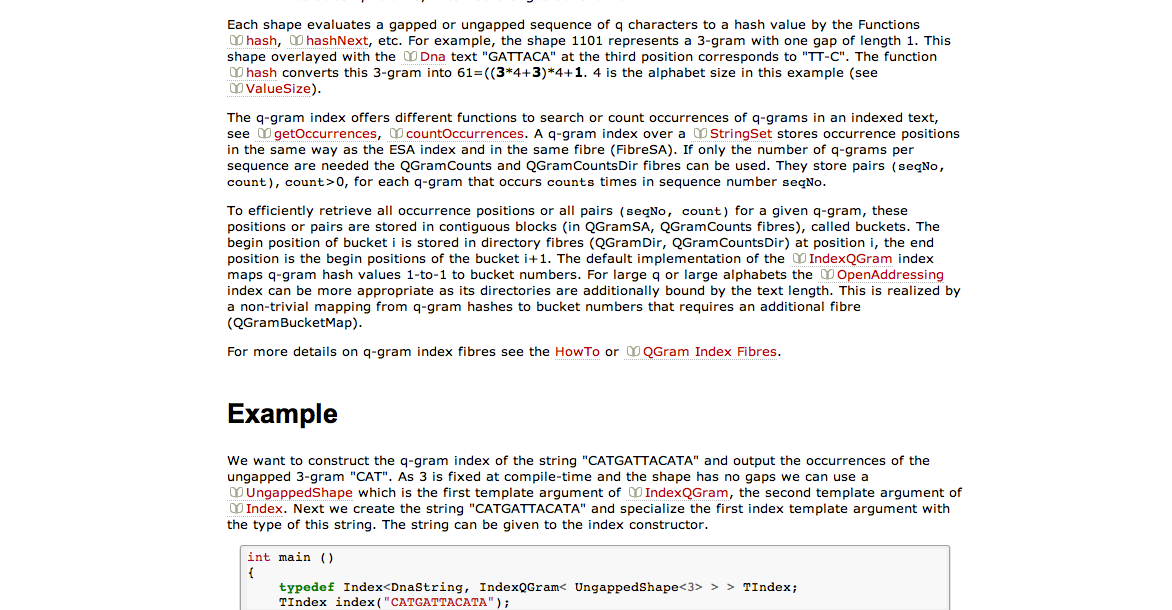 Each shape evaluates a gapped or ungapped sequence of q characters to a hash value by the Functions
hash, hashNext, etc. For example, the shape 1101 represents a 3-gram with one gap of length 1. This
shape overlayed with the Dna text "GATTACA" at the third position corresponds to "TT-C". The function
hash converts this 3-gram into 61=((3*4+3)*4+1. 4 is the alphabet size in this example (see
ValueSize).
The q-gram index offers different functions to search or count occurrences of q-grams in an indexed text,
see getOccurrences, countOccurrences. A q-gram index over a StringSet stores occurrence positions
in the same way as the ESA index and in the same fibre (FibreSA). If only the number of q-grams per
sequence are needed the QGramCounts and QGramCountsDir fibres can be used. They store pairs (seqNo,
count), count>0, for each q-gram that occurs counts times in sequence number seqNo.
To efficiently retrieve all occurrence positions or all pairs (seqNo, count) for a given q-gram, these
positions or pairs are stored in contiguous blocks (in QGramSA, QGramCounts fibres), called buckets. The
begin position of bucket i is stored in directory fibres (QGramDir, QGramCountsDir) at position i, the end
position is the begin positions of the bucket i+1. The default implementation of the IndexQGram index
maps q-gram hash values 1-to-1 to bucket numbers. For large q or large alphabets the OpenAddressing
index can be more appropriate as its directories are additionally bound by the text length. This is realized by
a non-trivial mapping from q-gram hashes to bucket numbers that requires an additional fibre
(QGramBucketMap).
For more details on q-gram index fibres see the HowTo or QGram Index Fibres.
Example
We want to construct the q-gram index of the string "CATGATTACATA" and output the occurrences of the
ungapped 3-gram "CAT". As 3 is fixed at compile-time and the shape has no gaps we can use a
UngappedShape which is the first template argument of IndexQGram, the second template argument of
Index. Next we create the string "CATGATTACATA" and specialize the first index template argument with
the type of this string. The string can be given to the index constructor.
int main ()
{
    typedef Index<DnaString, IndexQGram< UngappedShape<3> > > TIndex;
    TIndex index("CATGATTACATA");